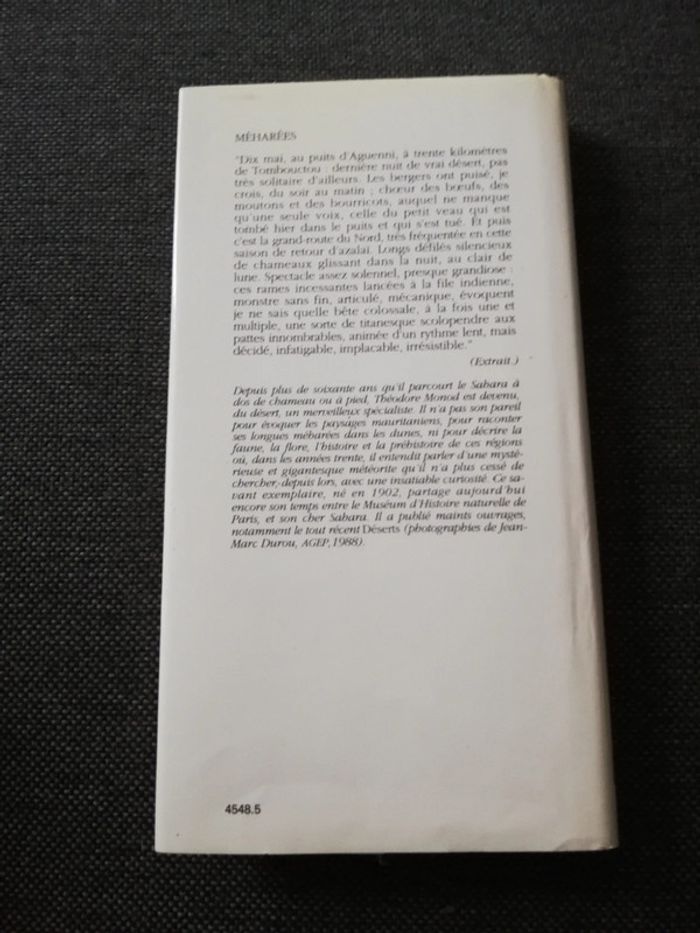 MÉHARÉES
"Dix mai, au puits d'Aguenni, à trente kilomètres
de Tombouctou : dernière nuit de vrai désert, pas
très solitaire d'ailleurs. Les bergers ont puisé, je
crois, du soir au matin ; chœur des bœufs, des
moutons et des bourricots, auquel ne manque
qu'une seule voix, celle du petit veau qui est
tombé hier dans le puits et qui s'est tué. Et puis
c'est la grand-route du Nord, très fréquentée en cette
saison de retour d'azalaï. Longs défilés silencieux
de chameaux glissant dans la nuit, au clair de
lune. Spectacle assez solennel, presque grandiose :
ces rames incessantes lancées à la file indienne,
monstre sans fin, articulé, mécanique, évoquent
je ne sais quelle bête colossale, à la fois une et
multiple, une sorte de titanesque scolopendre aux
pattes innombrables, animée d'un rythme lent, mais
décidé, infatigable, implacable, irrésistible."
(Extrait.)
Depuis plus de soixante ans qu'il parcourt le Sahara à
dos de chameau ou à pied, Théodore Monod est devenu,
du désert, un merveilleux spécialiste. Il n'a pas son pareil
pour évoquer les paysages mauritaniens, pour raconter
ses longues méharées dans les dunes, ni pour décrire la
faune, la flore, l'histoire et la préhistoire de ces régions
où, dans les années trente, il entendit parler d'une mysté-
rieuse et gigantesque météorite qu'il n'a plus cessé de
chercher, depuis lors, avec une insatiable curiosité. Ce sa-
vant exemplaire, né en 1902, partage aujourd'hui
encore son temps entre le Muséum d'Histoire naturelle de
Paris, et son cher Sahara. Il a publié maints ouvrages,
notamment le tout récent Déserts (photographies de Jean-
Marc Durou, AGEP, 1988).
4548.5